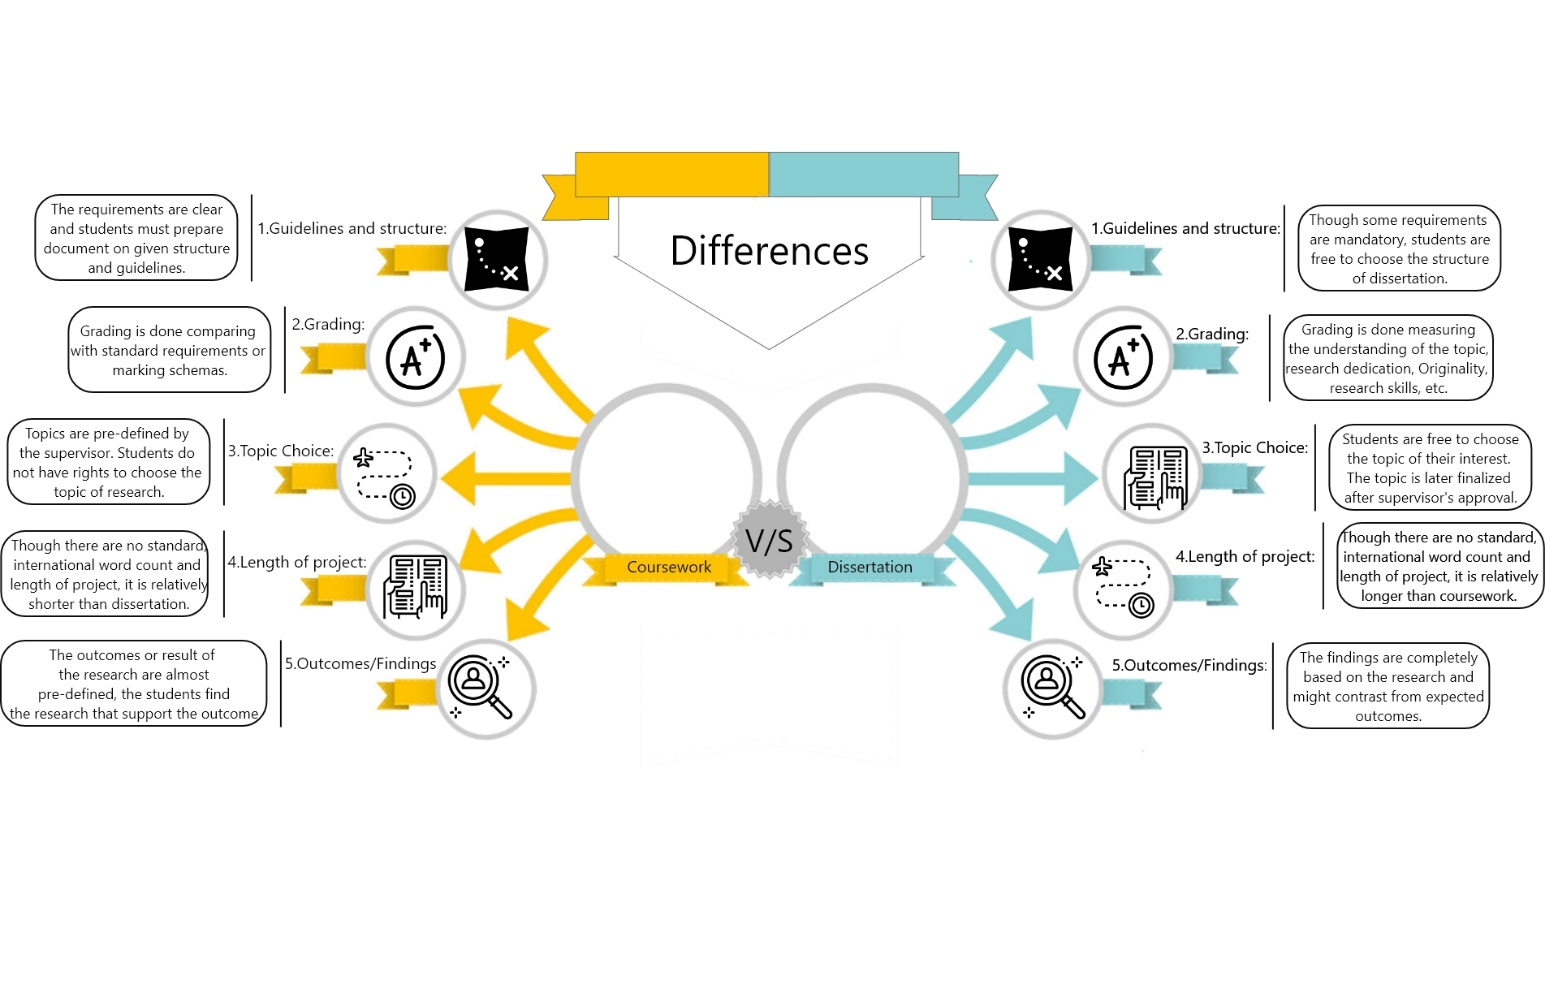 Differences
The requirements are clear
and students must prepare
document on given structure
and guidelines.
1.Guidelines and structure:
Grading is done comparing
with standard requirements or
marking schemas.
2.Grading:
Topics are pre-defined by
the supervisor. Students do
not have rights to choose the
topic of research.
3.Topic Choice:
Though there are no standard,
international word count and
length of project, it is relatively
shorter than dissertation.
4.Length of project:
The outcomes or result of
the research are almost
pre-defined, the students find
the research that support the outcome.
5.Outcomes/Findings
A+
Coursework
V/S
Dissertation
1.Guidelines and structure:
Though some requirements
are mandatory, students are
free to choose the structure
of dissertation.
A+
2.Grading:
Grading is done measuring
the understanding of the topic,
research dedication, Originality,
research skills, etc.
3.Topic Choice:
Students are free to choose
the topic of their interest.
The topic is later finalized
after supervisor's approval.
4.Length of project:
Though there are no standard,
international word count and
length of project, it is relatively
longer than coursework.
5.Outcomes/Findings:
The findings are completely
based on the research and
might contrast from expected
outcomes.